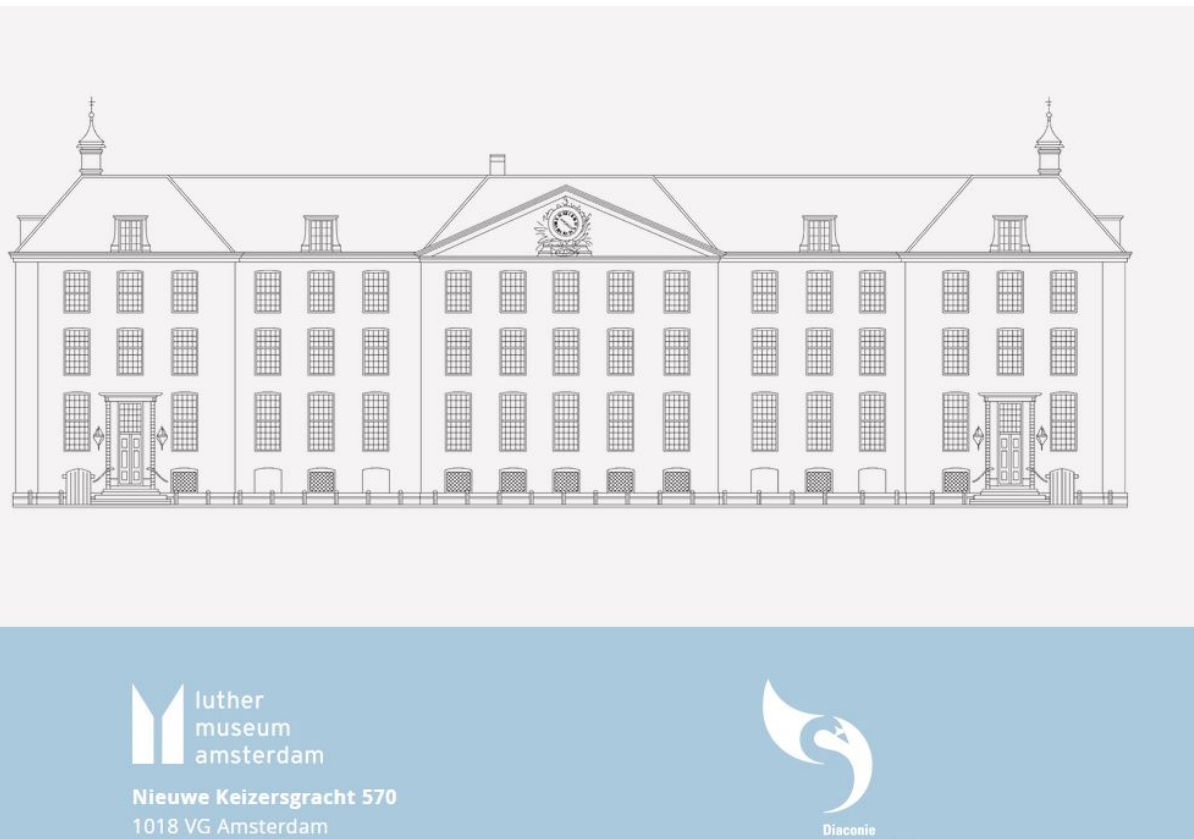 luther
museum
amsterdam
Nieuwe Keizersgracht 570
1018 VG Amsterdam
Diaconie